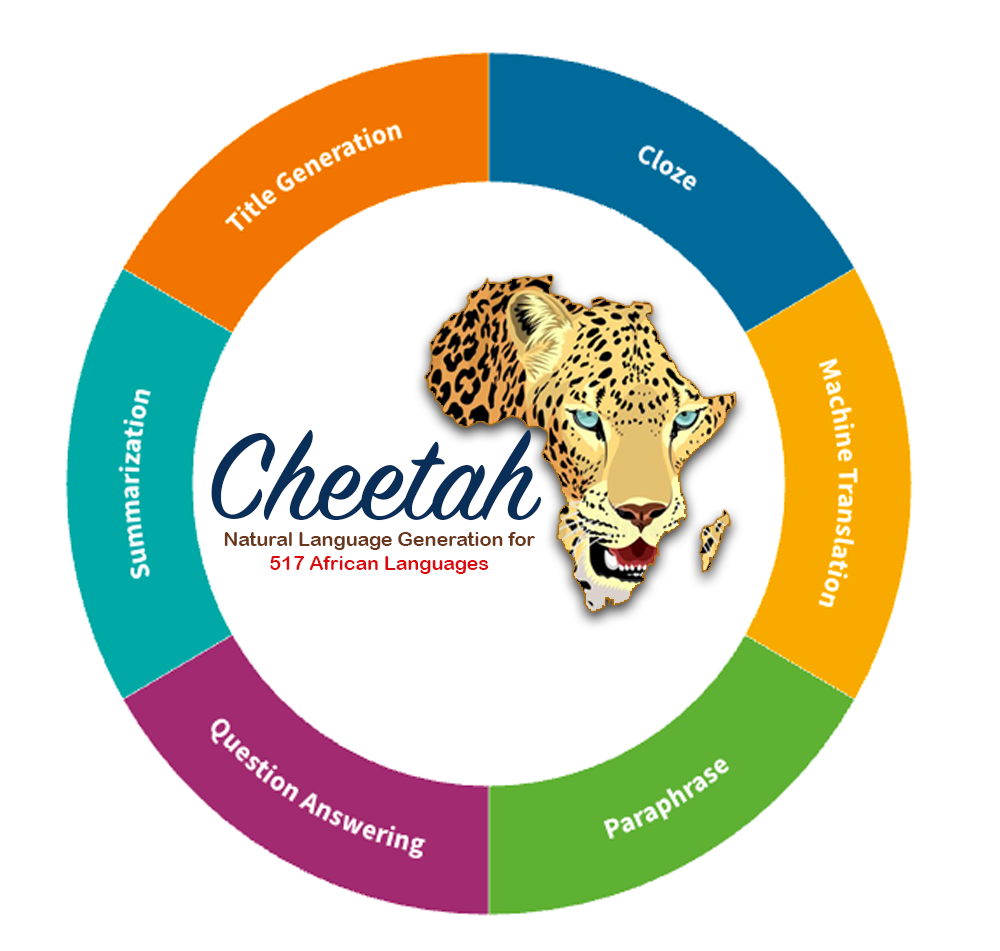 Title Generation
Cloze
Machine Translation
Paraphrase
Question Answering
Summarization
Cheetah
Natural Language Generation for
517 African Languages